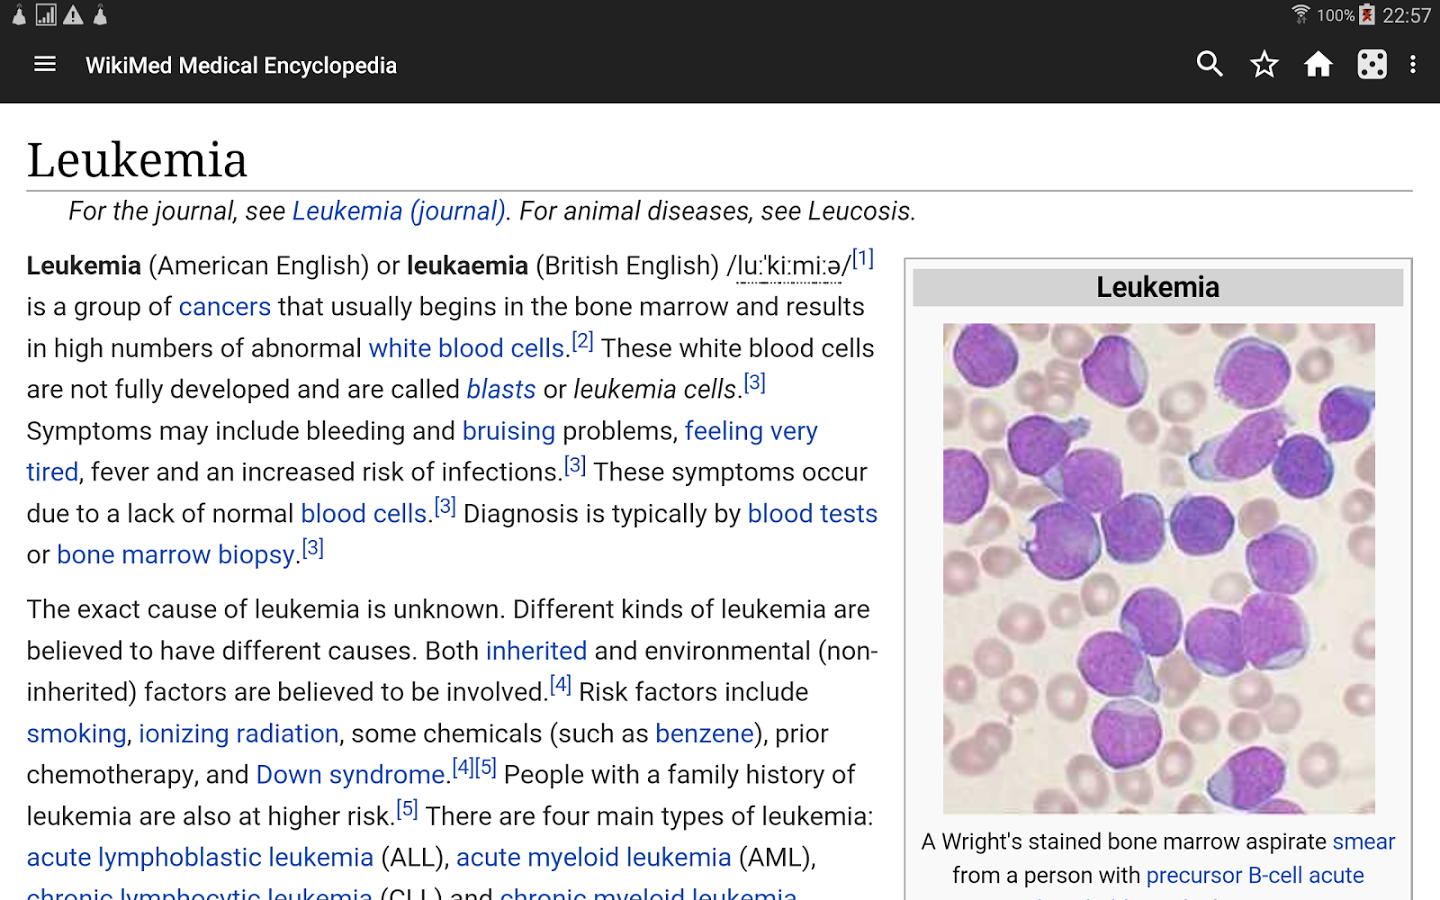 100% 22:57
WikiMed Medical Encyclopedia
Leukemia
For the journal, see Leukemia (journal). For animal diseases, see Leucosis.
Leukemia (American English) or leukaemia (British English) /luːˈkiːmiːə/[1]
is a group of cancers that usually begins in the bone marrow and results
in high numbers of abnormal white blood cells.[2] These white blood cells
are not fully developed and are called blasts or leukemia cells.[3]
Symptoms may include bleeding and bruising problems, feeling very
tired, fever and an increased risk of infections.[3] These symptoms occur
due to a lack of normal blood cells.[3] Diagnosis is typically by blood tests
or bone marrow biopsy.[3]
The exact cause of leukemia is unknown. Different kinds of leukemia are
believed to have different causes. Both inherited and environmental (non-
inherited) factors are believed to be involved.[4] Risk factors include
smoking, ionizing radiation, some chemicals (such as benzene), prior
chemotherapy, and Down syndrome.[4][5] People with a family history of
leukemia are also at higher risk.[5] There are four main types of leukemia:
acute lymphoblastic leukemia (ALL), acute myeloid leukemia (AML),
chronic lymphocytic leukemia (CLL) and chronic myeloid leukemia
Leukemia
A Wright's stained bone marrow aspirate smear
from a person with precursor B-cell acute